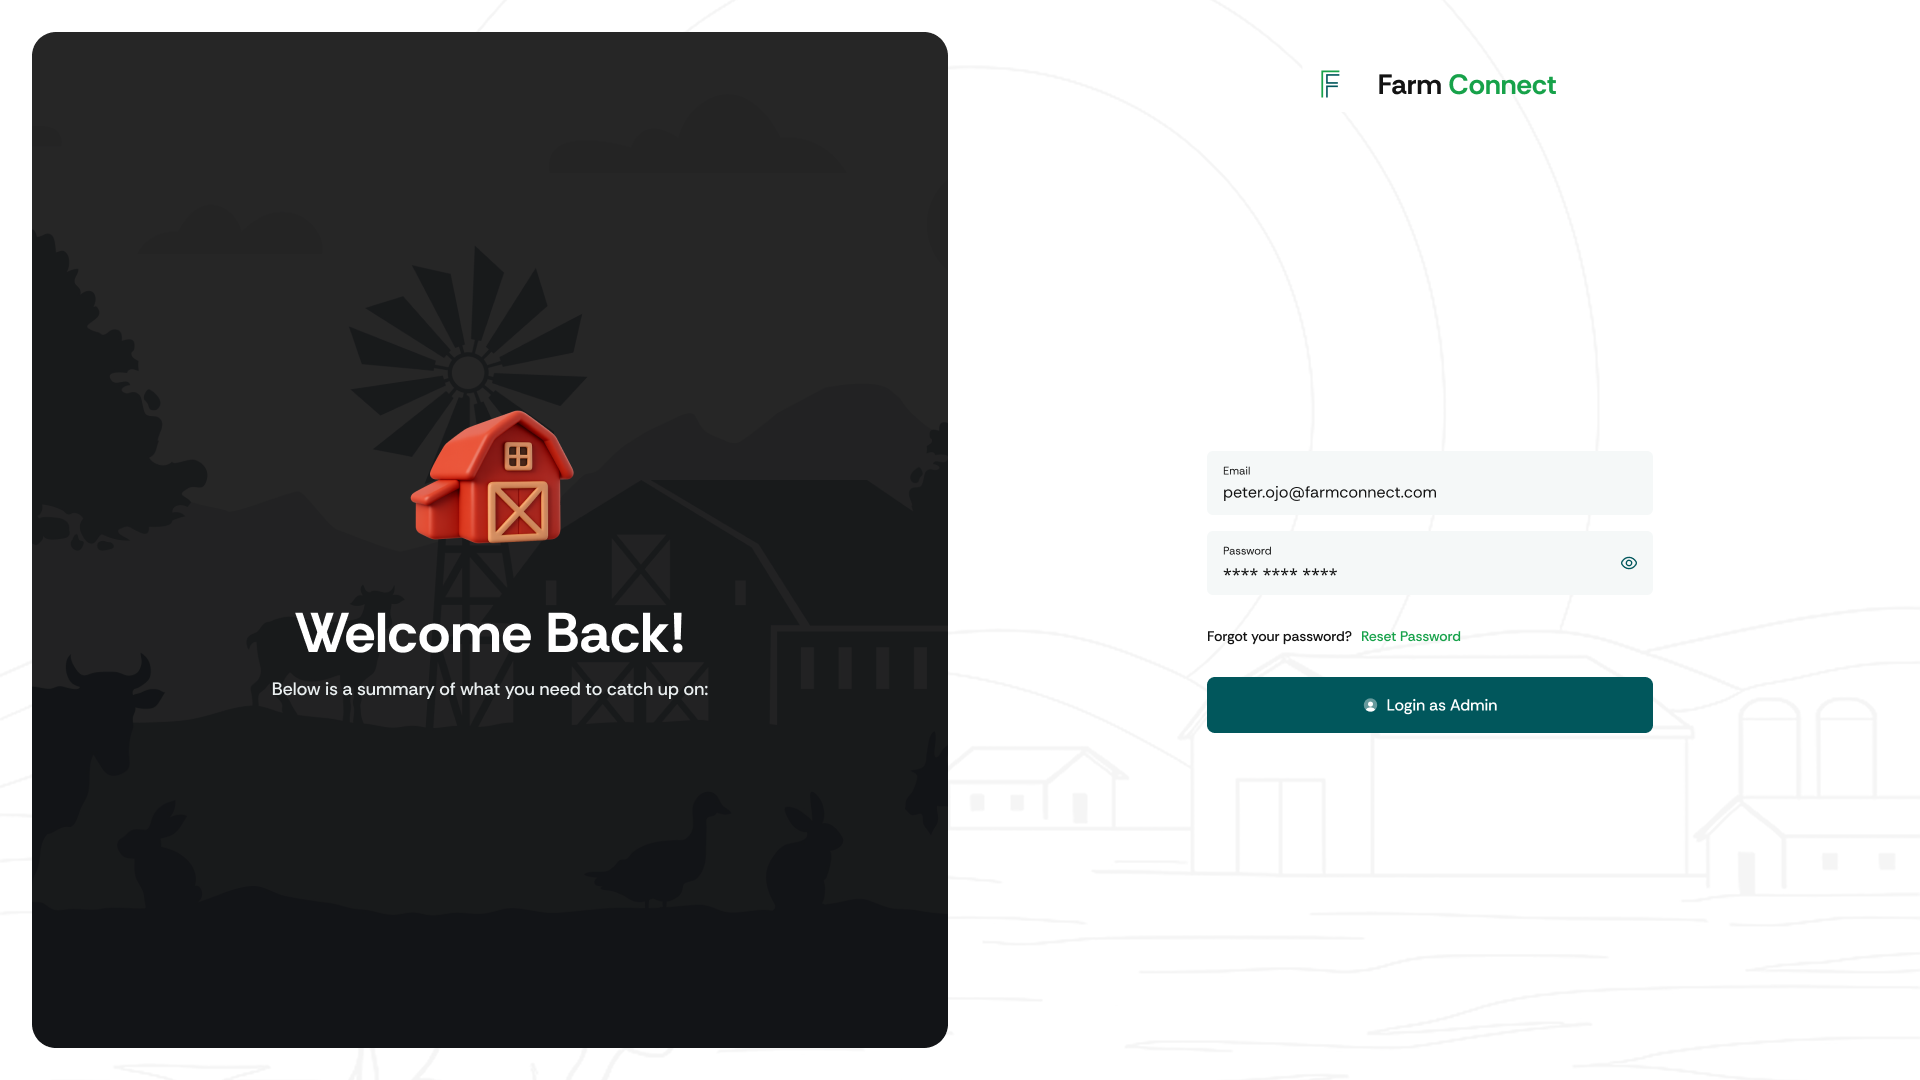 Welcome Back!
Below is a summary of what you need to catch up on:
Farm Connect
Email
peter.ojo@farmconnect.com
Password
**** **** ****
Forgot your password? Reset Password
Login as Admin